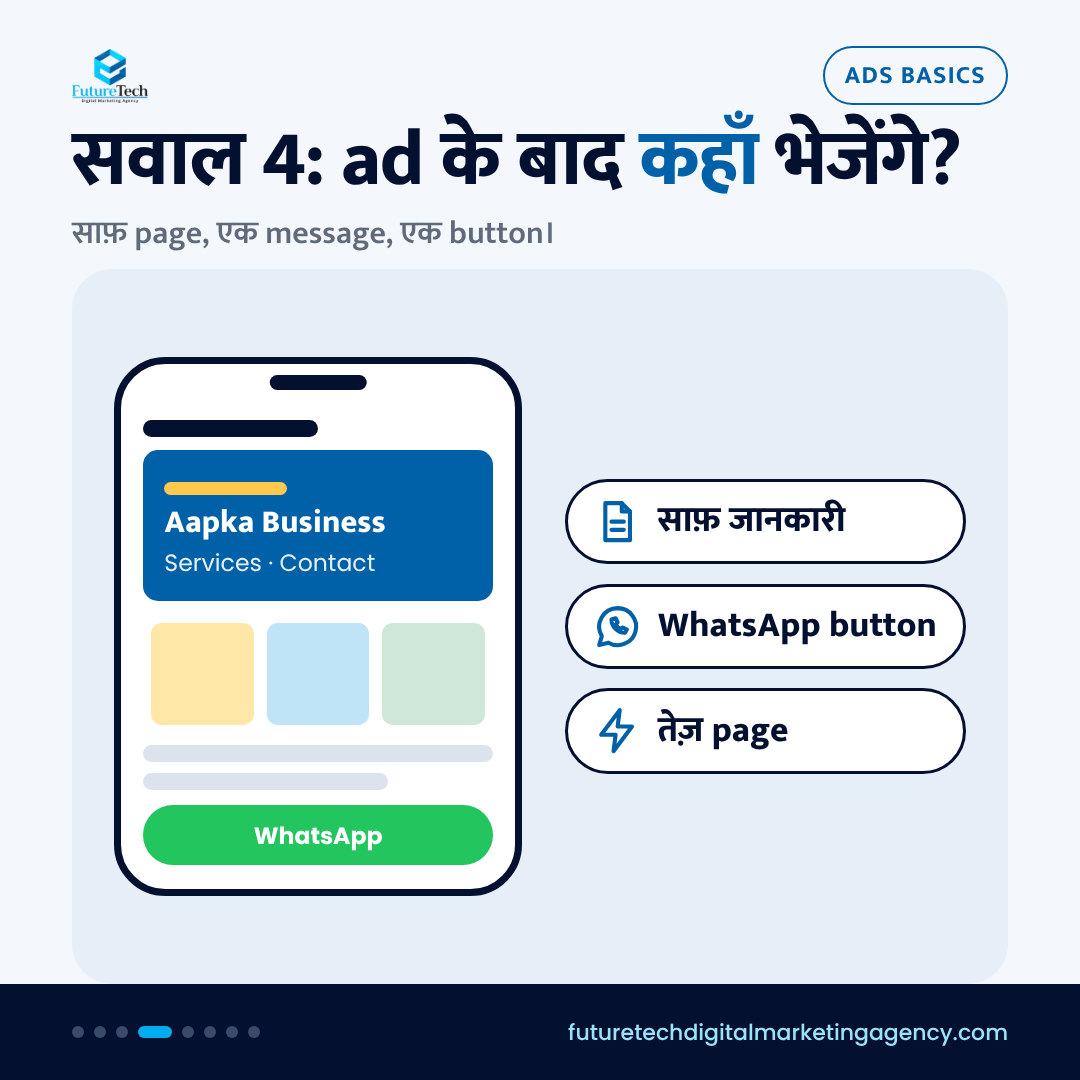 FutureTech
Digital Marketing Agency
ADS BASICS
सवाल 4: ad के बाद कहाँ भेजेंगे?
साफ़ page, एक message, एक button।
Aapka Business
Services · Contact
WhatsApp
साफ़ जानकारी
WhatsApp button
तेज़ page
futuretechdigitalmarketingagency.com